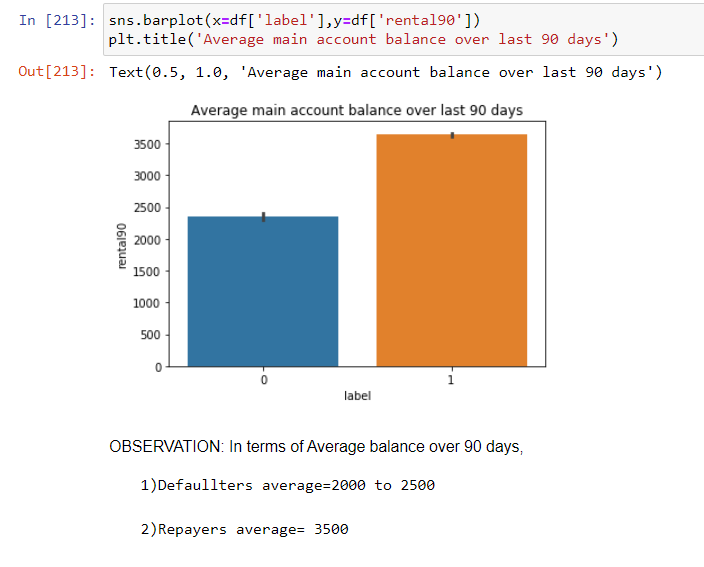 In [213]: sns.barplot(x=df['label'],y=df['rental90'])
plt.title('Average main account balance over last 90 days')
Out[213]: Text(0.5, 1.0, 'Average main account balance over last 90 days')
Average main account balance over last 90 days
3500
3000
2500
2000
1500
1000
500
0
rental90
0 1
label
OBSERVATION: In terms of Average balance over 90 days,
1)Defaullters average=2000 to 2500
2)Repayers average= 3500